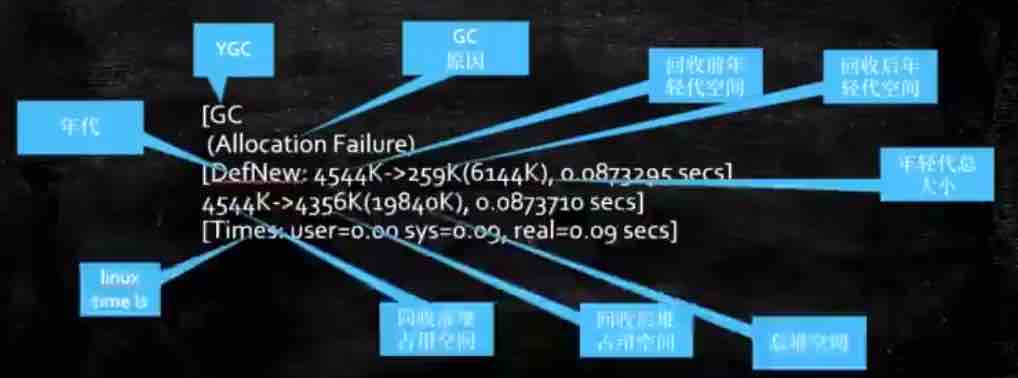 YGC
GC
原因
回收前年
轻代空间
回收后年
轻代空间
年代
[GC
(Allocation Failure)
[DefNew: 4544K->259K(6144K), 0.0873295 secs]
年轻代总
大小
4544K->4356K(19840K), 0.0873710 secs]
[Times: user=0.00 sys=0.09, real=0.09 secs]
linux
time ls
回收前堆
占用空间
回收后堆
占用空间
总堆空间